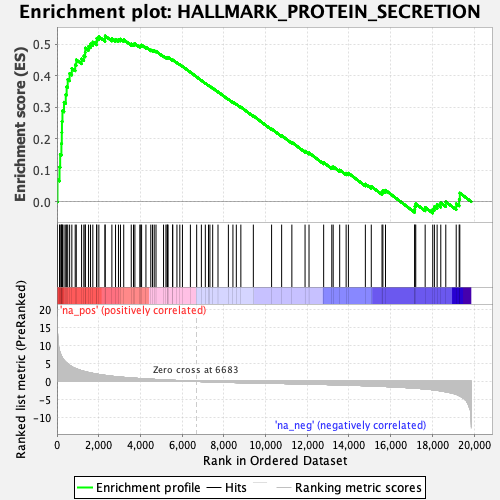 Enrichment plot: HALLMARK_PROTEIN_SECRETION
Enrichment score (ES)
0.5
0.4
0.3
0.2
0.1
0.0
'na_pos' (positively correlated)
Ranked list metric (PreRanked)
20
15
10
5
0
-5
-10
Zero cross at 6683
'na_neg' (negatively correlated)
0
2,000
4,000
6,000
8,000
10,000
12,000
14,000
16,000
18,000
20,000
Rank in Ordered Dataset
Enrichment profile
Hits
Ranking metric scores